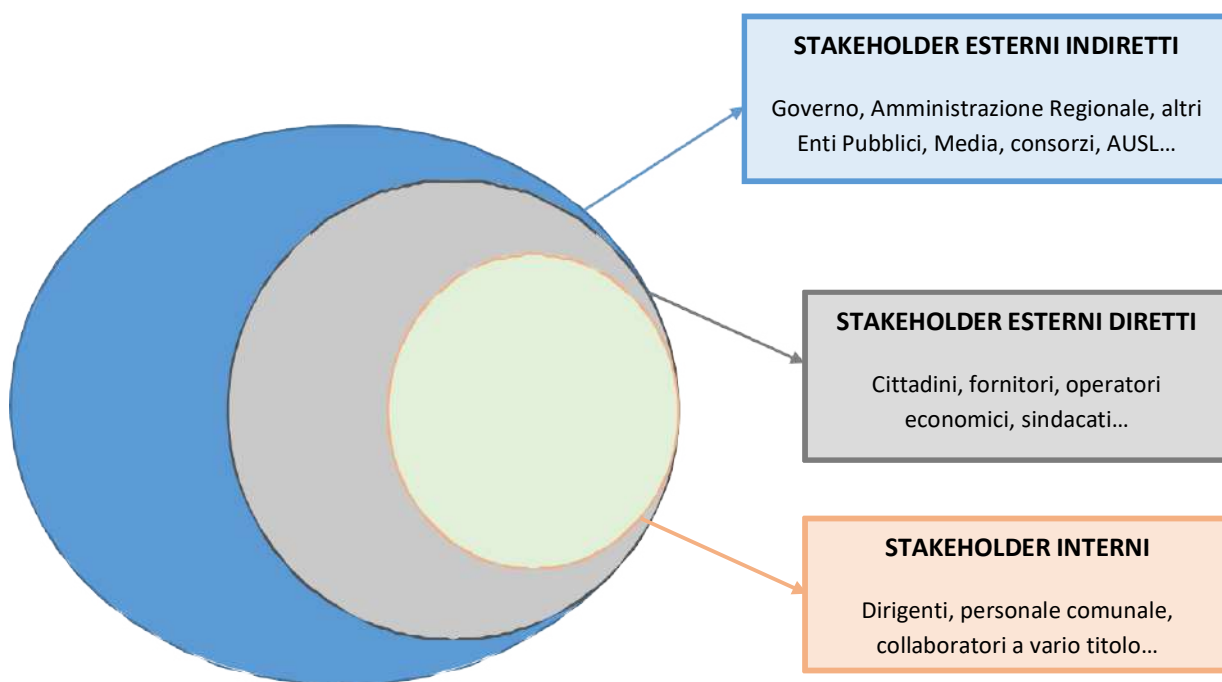 STAKEHOLDER ESTERNI INDIRETTI
Governo, Amministrazione Regionale, altri
Enti Pubblici, Media, consorzi, AUSL…
STAKEHOLDER ESTERNI DIRETTI
Cittadini, fornitori, operatori
economici, sindacati…
STAKEHOLDER INTERNI
Dirigenti, personale comunale,
collaboratori a vario titolo…